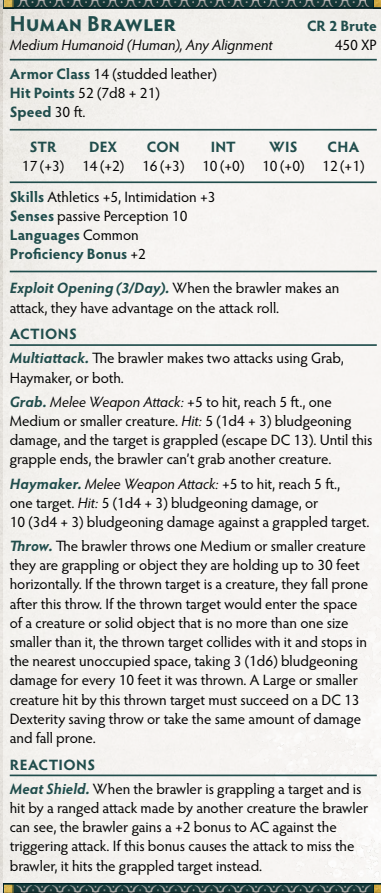 HUMAN BRAWLER CR 2 Brute
Medium Humanoid (Human), Any Alignment 450 XP
Armor Class 14 (studded leather)
Hit Points 52 (7d8 + 21)
Speed 30 ft.
STR DEX CON INT WIS CHA
17 (+3) 14 (+2) 16 (+3) 10 (+0) 10 (+0) 12 (+1)
Skills Athletics +5, Intimidation +3
Senses passive Perception 10
Languages Common
Proficiency Bonus +2
Exploit Opening (3/Day). When the brawler makes an
attack, they have advantage on the attack roll.
ACTIONS
Multiattack. The brawler makes two attacks using Grab,
Haymaker, or both.
Grab. Melee Weapon Attack: +5 to hit, reach 5 ft., one
Medium or smaller creature. Hit: 5 (1d4 + 3) bludgeoning
damage, and the target is grappled (escape DC 13). Until this
grapple ends, the brawler can't grab another creature.
Haymaker. Melee Weapon Attack: +5 to hit, reach 5 ft.,
one target. Hit: 5 (1d4 + 3) bludgeoning damage, or
10 (3d4 + 3) bludgeoning damage against a grappled target.
Throw. The brawler throws one Medium or smaller creature
they are grappling or object they are holding up to 30 feet
horizontally. If the thrown target is a creature, they fall prone
after this throw. If the thrown target would enter the space
of a creature or solid object that is no more than one size
smaller than it, the thrown target collides with it and stops in
the nearest unoccupied space, taking 3 (1d6) bludgeoning
damage for every 10 feet it was thrown. A Large or smaller
creature hit by this thrown target must succeed on a DC 13
Dexterity saving throw or take the same amount of damage
and fall prone.
REACTIONS
Meat Shield. When the brawler is grappling a target and is
hit by a ranged attack made by another creature the brawler
can see, the brawler gains a +2 bonus to AC against the
triggering attack. If this bonus causes the attack to miss the
brawler, it hits the grappled target instead.